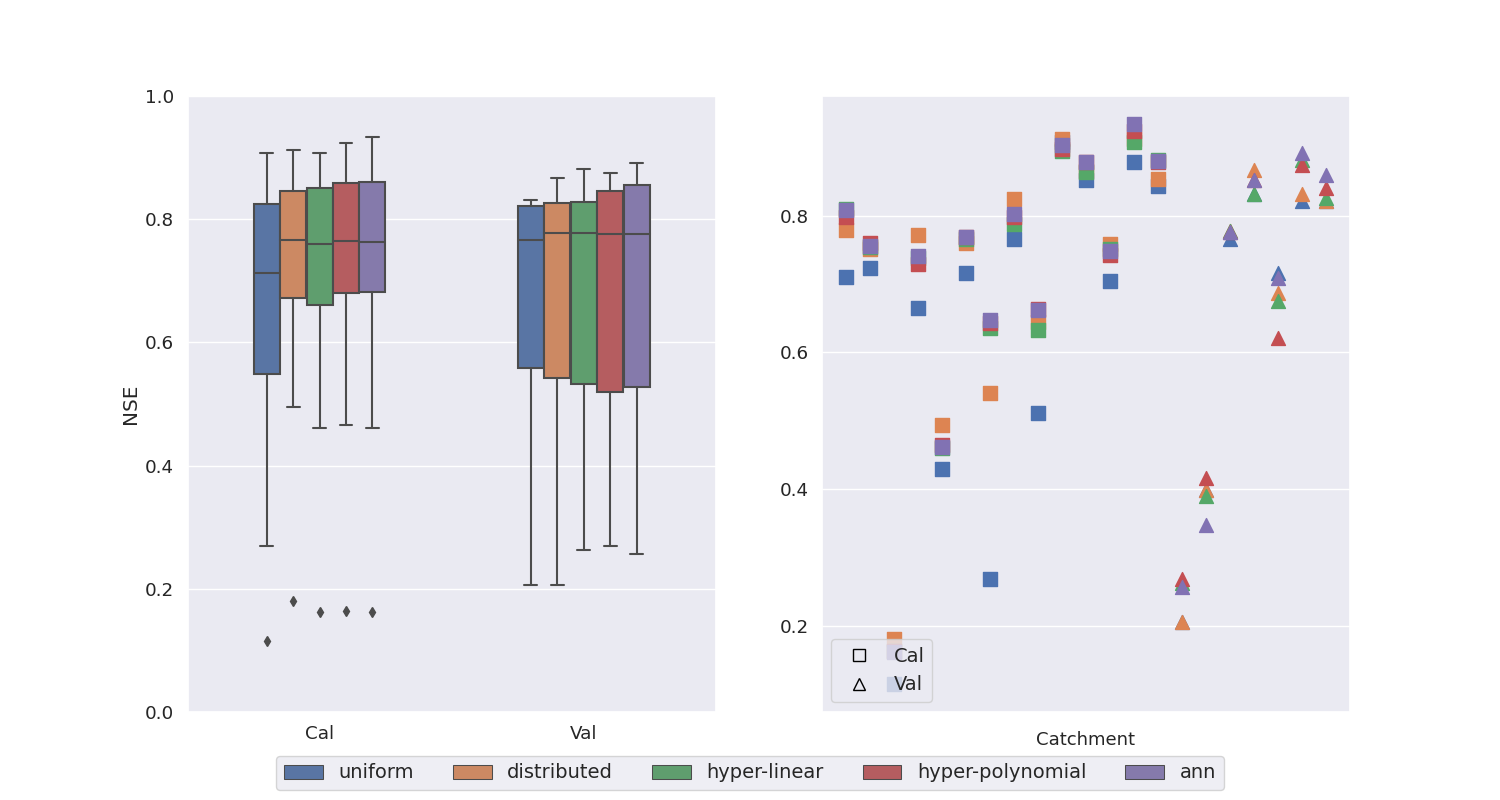 1.0
0.8
0.6
0.4
0.2
0.0
NSE
Cal
Val
0.8
0.6
0.4
0.2
Cal
Val
Catchment
uniform distributed hyper-linear hyper-polynomial ann